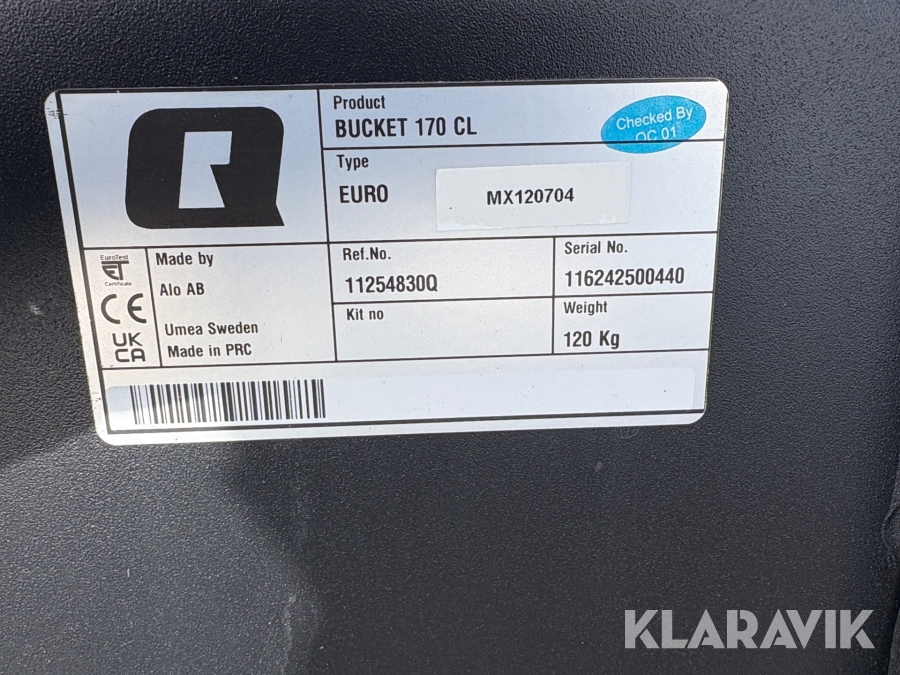 Product
BUCKET 170 CL
Checked By
QC 01
Type
EURO
MX120704
EuroTest
Certificate
CE
UK
CA
Made by
Alo AB
Umea Sweden
Made in PRC
Ref.No.
11254830Q
Serial No.
116242500440
Kit no
Weight
120 Kg
KLARAVIK